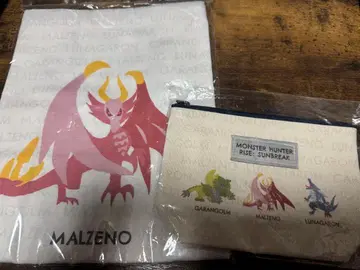 MALZENO
MONSTER HUNTER
RISE: SUNBREAK
GARANGOLM
MALZENO
LUNAGARON